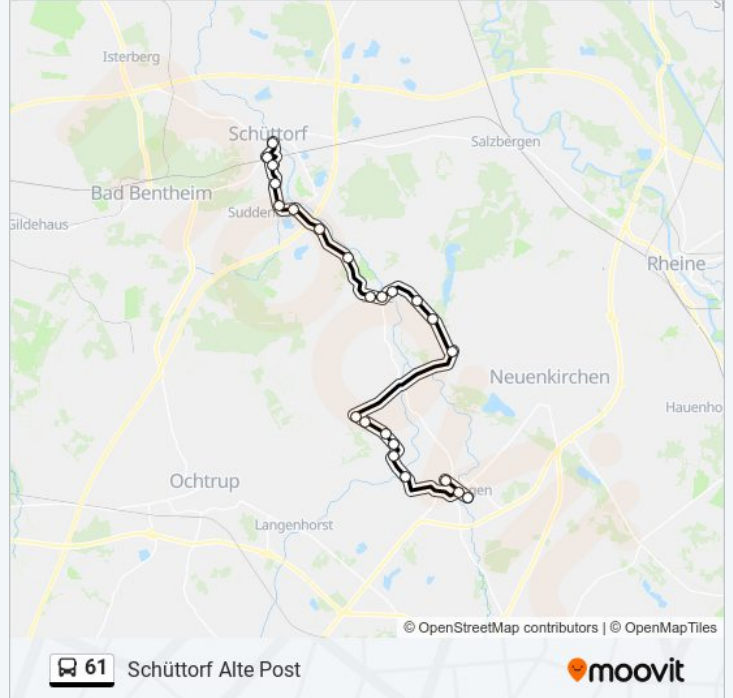 Isterberg
Schüttorf
Salzbergen
Bad Bentheim
Gildehaus
Rheine
Neuenkirchen
Hauenho
Ochtrup
Langenhorst
© OpenStreetMap contributors | © OpenMapTiles
61 Schüttorf Alte Post
moovit